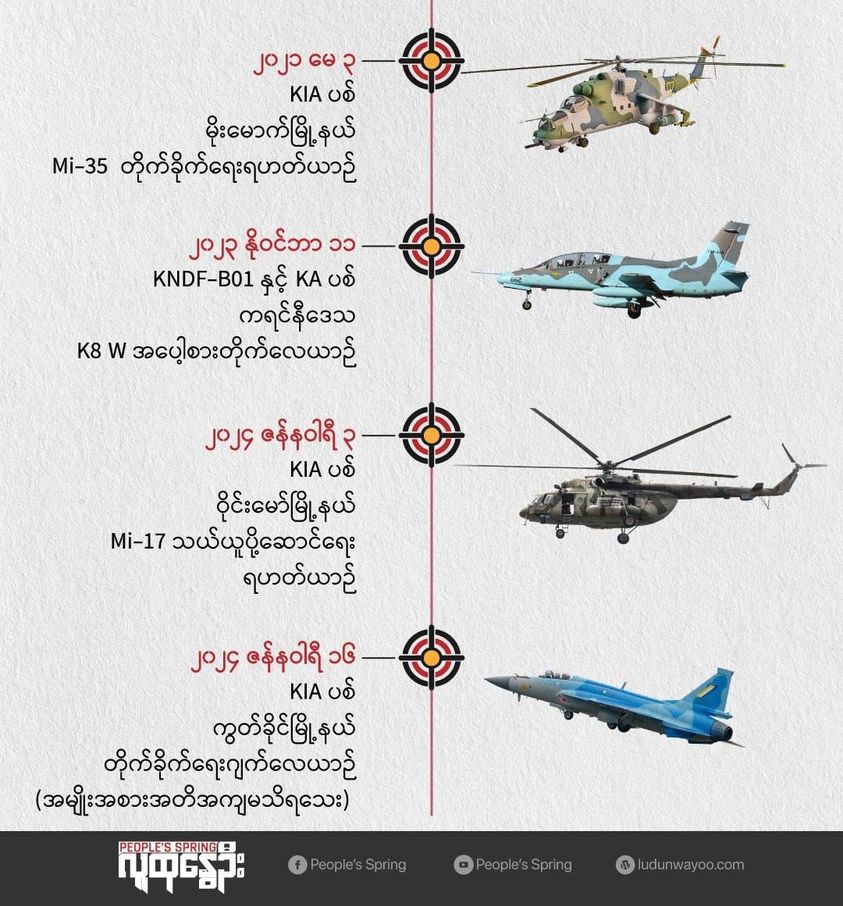 ၂၀၂၁ မေ ၃
KIA ပစ်
မိုးမောက်မြို့နယ်
Mi-35 တိုက်ခိုက်ရေးရဟတ်ယာဉ်
၂၀၂၃ နိုဝင်ဘာ ၁၁
KNDF-B01 နှင့် KA ပစ်
ကရင်နီဒေသ
K8 W အပေါ့စားတိုက်လေယာဉ်
၂၀၂၄ ဇန်နဝါရီ ၃
KIA ပစ်
ဝိုင်းမော်မြို့နယ်
Mi-17 သယ်ယူပို့ဆောင်ရေး
ရဟတ်ယာဉ်
၂၀၂၄ ဇန်နဝါရီ ၁၆
KIA ပစ်
ကွတ်ခိုင်မြို့နယ်
တိုက်ခိုက်ရေးဂျက်လေယာဉ်
(အမျိုးအစားအတိအကျမသိရသေး)
PEOPLE'S SPRING
လူထုနွေဦး
People's Spring
People's Spring
ludunwayoo.com